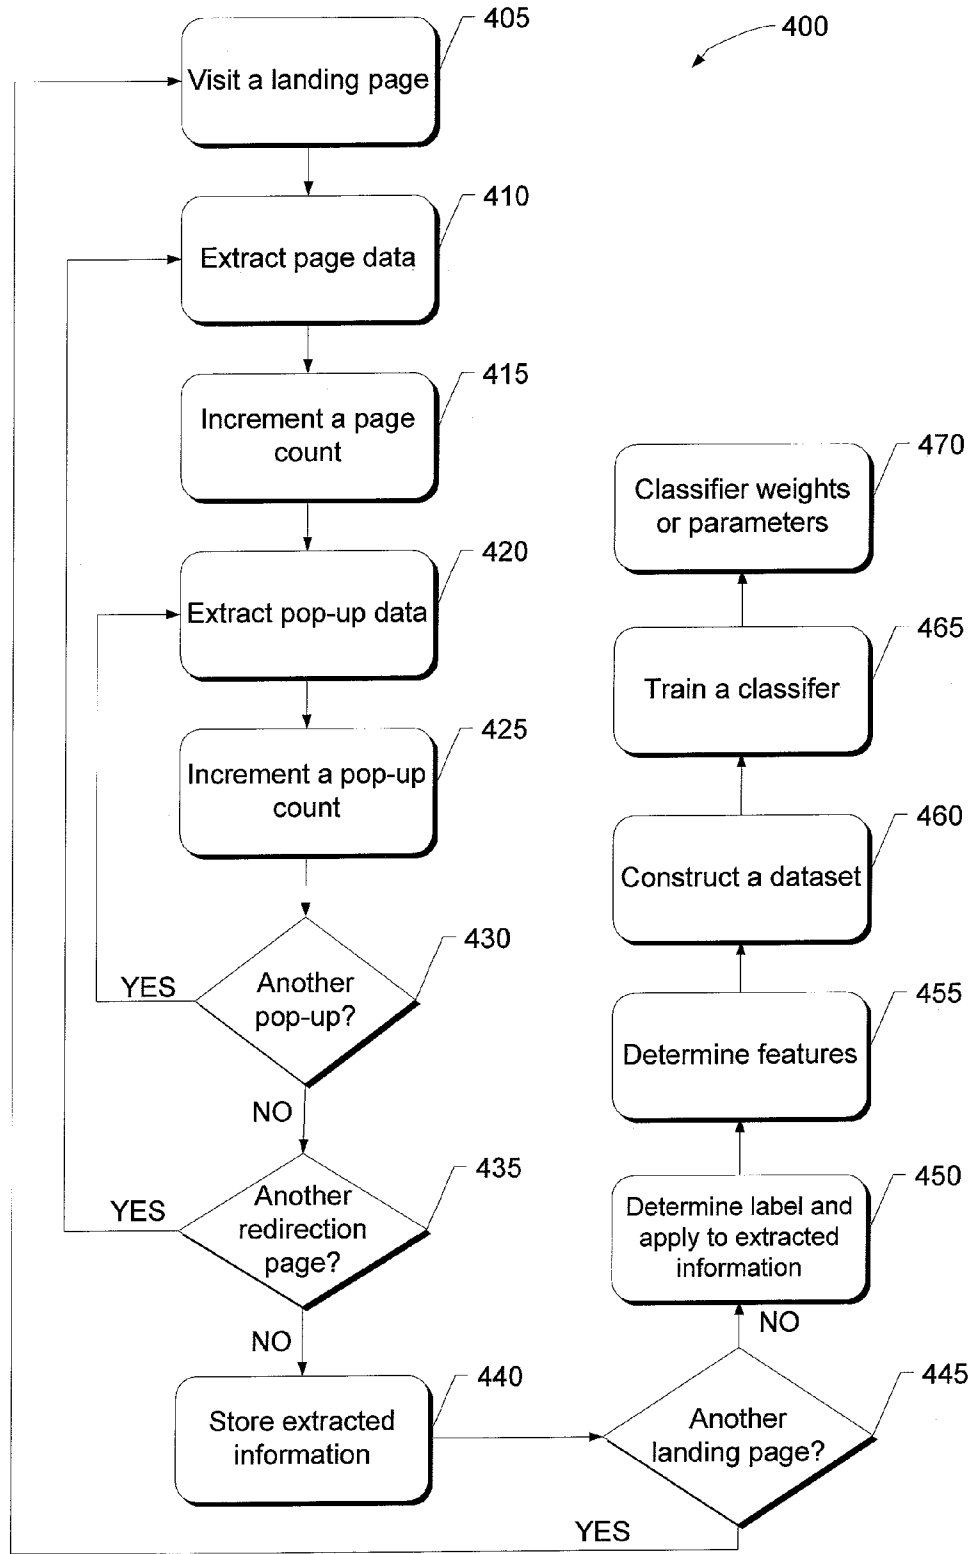 400
405
Visit a landing page
410
Extract page data
415
Increment a page
count
420
Extract pop-up data
425
Increment a pop-up
count
430
Another
pop-up?
YES
NO
435
Another
redirection
page?
YES
NO
440
Store extracted
information
445
Another
landing page?
YES
NO
450
Determine label and
apply to extracted
information
455
Determine features
460
Construct a dataset
465
Train a classifer
470
Classifier weights
or parameters